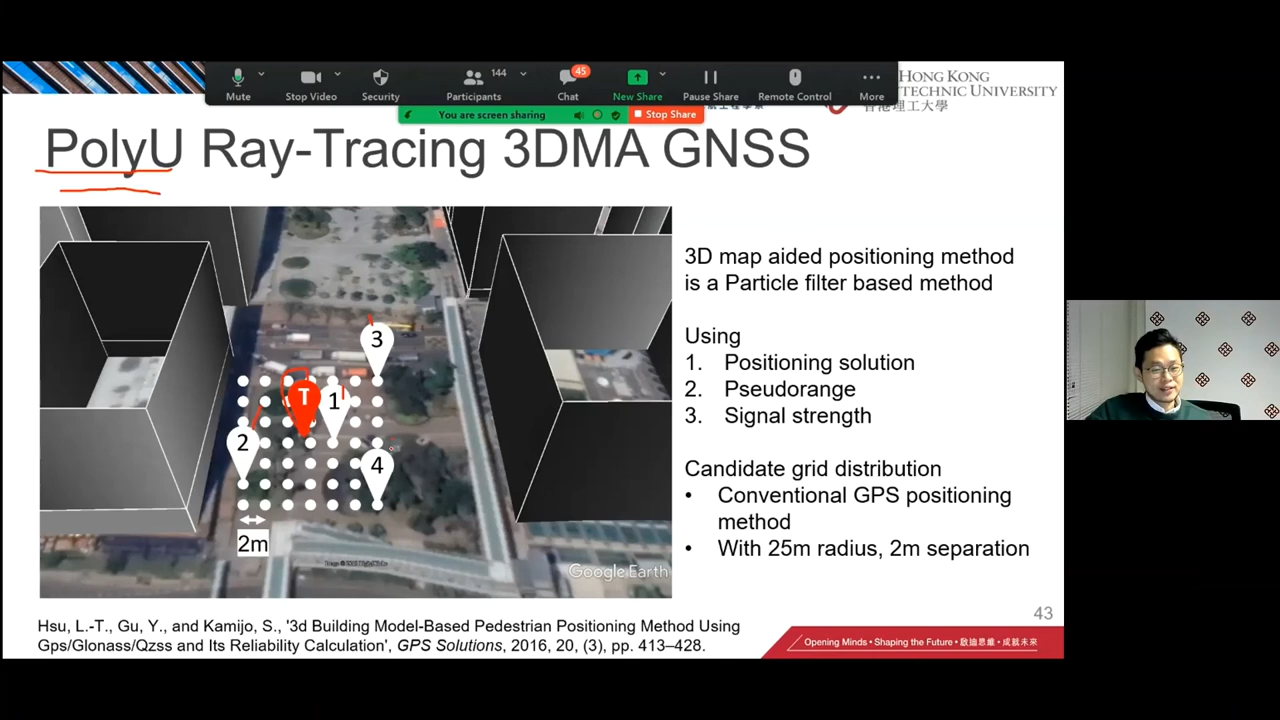 Mute
Stop Video
Security
144
Participants
45
Chat
New Share
Pause Share
Remote Control
More
You are screen sharing
Stop Share
HONG KONG
TECHNIC UNIVERSITY
香港理工大學
PolyU Ray-Tracing 3DMA GNSS
3D map aided positioning method
is a Particle filter based method
Using
1. Positioning solution
2. Pseudorange
3. Signal strength
Candidate grid distribution
• Conventional GPS positioning
method
• With 25m radius, 2m separation
3
T
1
2
4
2m
Google Earth
43
Hsu, L.-T., Gu, Y., and Kamijo, S., '3d Building Model-Based Pedestrian Positioning Method Using
Gps/Glonass/Qzss and Its Reliability Calculation', GPS Solutions, 2016, 20, (3), pp. 413–428.
Opening Minds • Shaping the Future • 啟迪思維 • 成就未來